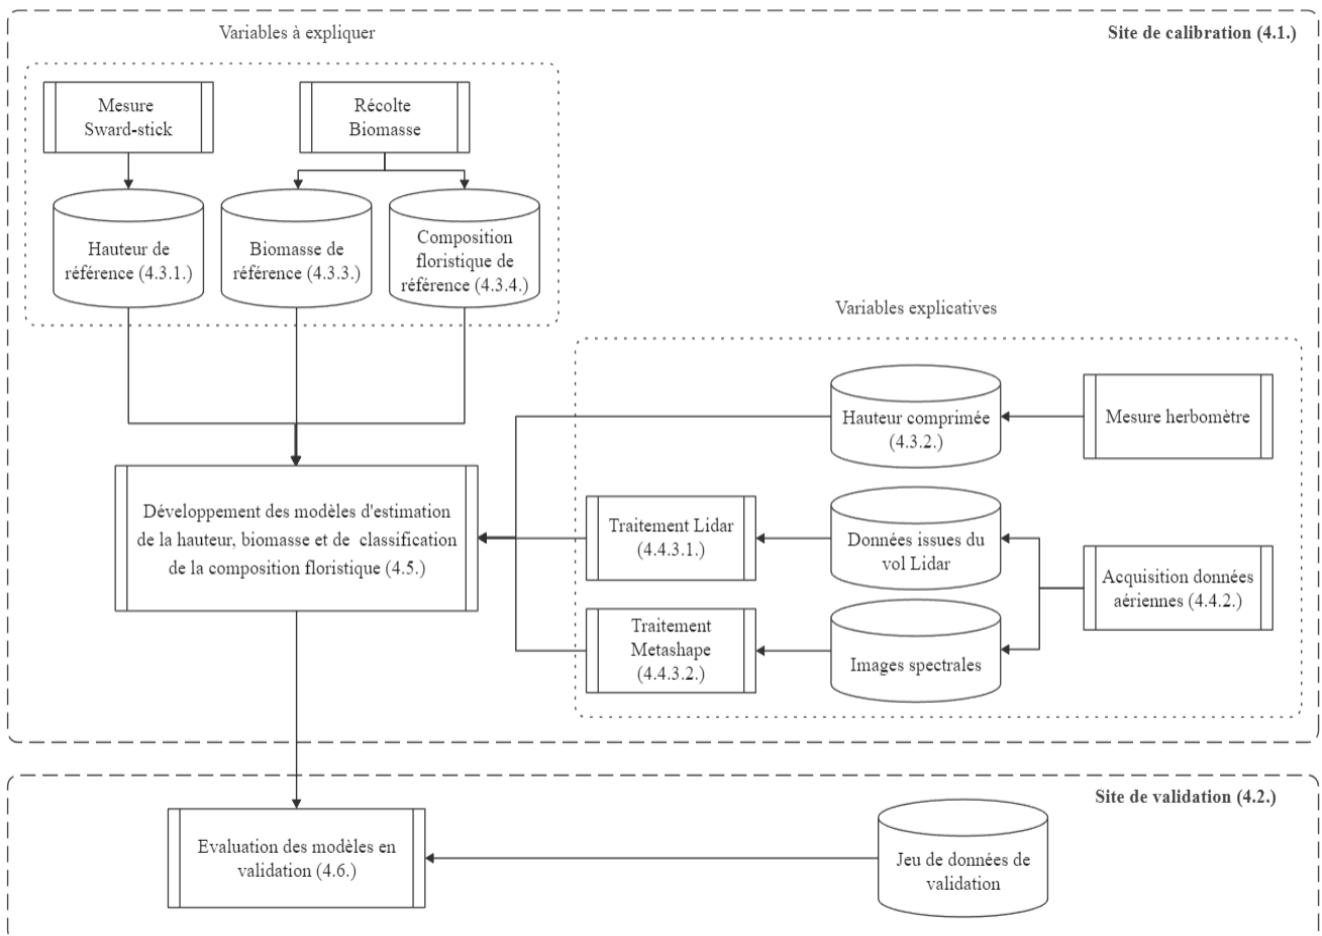 Variables à expliquer
Site de calibration (4.1.)
Mesure
Sward-stick
Récolte
Biomasse
Hauteur de
référence (4.3.1.)
Biomasse de
référence (4.3.3.)
Composition
floristique de
référence (4.3.4.)
Variables explicatives
Hauteur comprimée
(4.3.2.)
Mesure herbomètre
Développement des modèles d'estimation
de la hauteur, biomasse et de classification
de la composition floristique (4.5.)
Traitement Lidar
(4.4.3.1.)
Données issues du
vol Lidar
Acquisition données
aériennes (4.4.2.)
Traitement
Metashape
(4.4.3.2.)
Images spectrales
Site de validation (4.2.)
Evaluation des modèles en
validation (4.6.)
Jeu de données de
validation